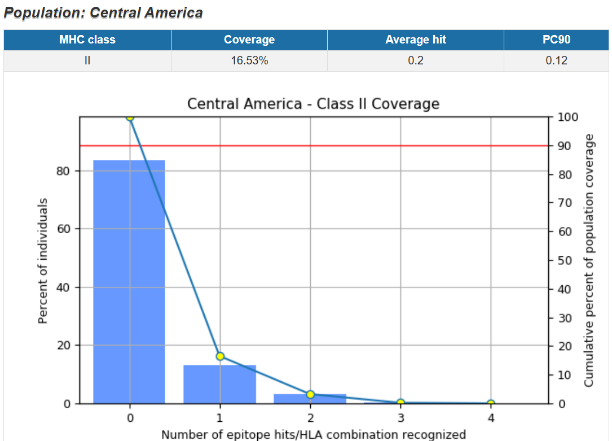 Population: Central America
MHC class Coverage Average hit PC90
II 16.53% 0.2 0.12
Central America - Class II Coverage
100
90
80 80
70
60 60
50
40 40
30
20 20
10
0 0
0 1 2 3 4
Percent of individuals
Cumulative percent of population coverage
Number of epitope hits/HLA combination recognized